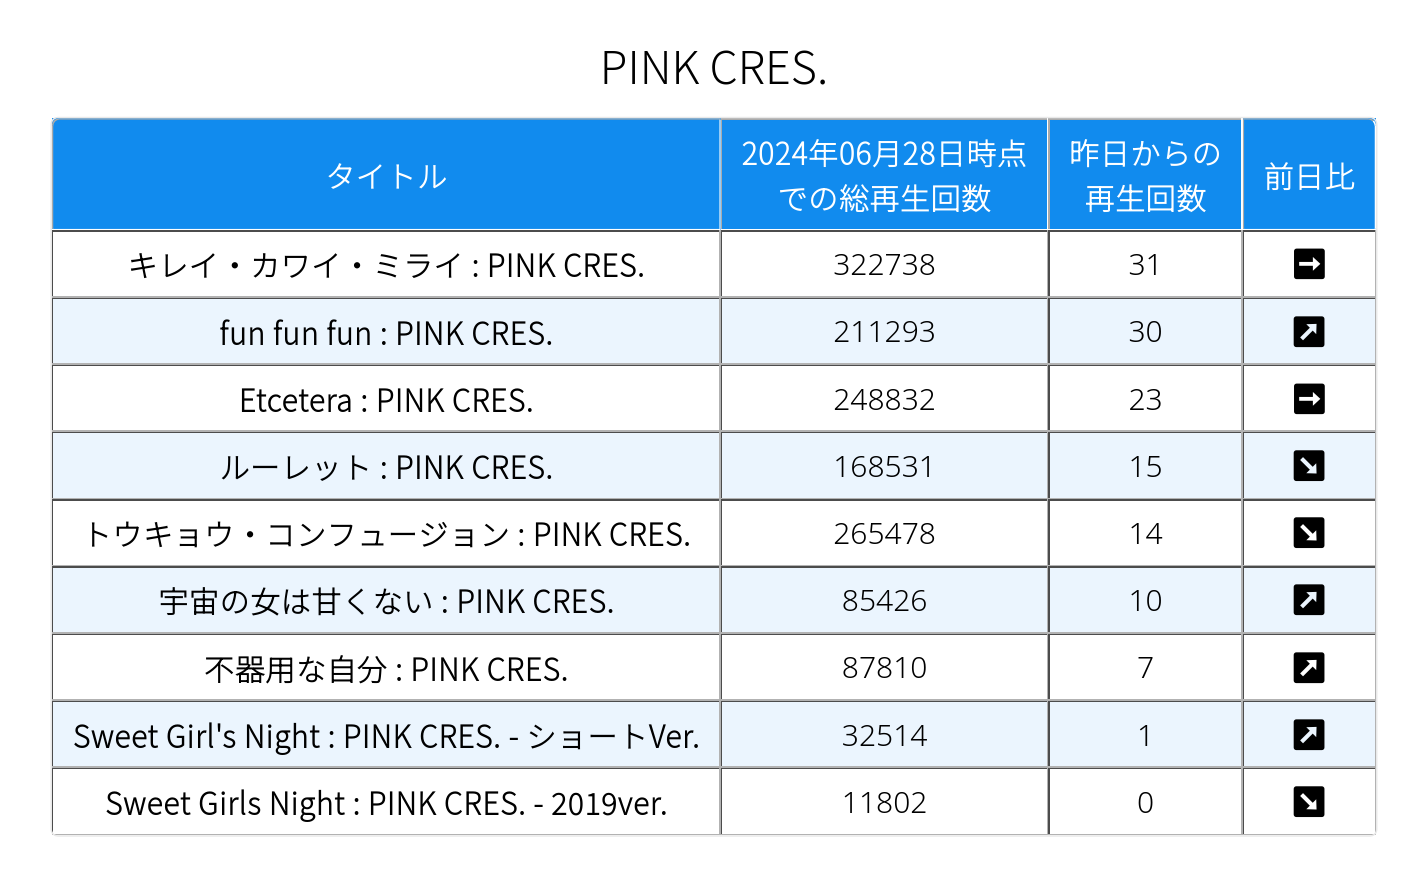 PINK CRES.
タイトル
2024年06月28日時点
での総再生回数
昨日からの
再生回数
前日比
キレイ・カワイ・ミライ : PINK CRES. 322738 31 ➡
fun fun fun : PINK CRES. 211293 30 ↗
Etcetera : PINK CRES. 248832 23 ➡
ルーレット : PINK CRES. 168531 15 ↘
トウキョウ・コンフュージョン : PINK CRES. 265478 14 ↘
宇宙の女は甘くない : PINK CRES. 85426 10 ↗
不器用な自分 : PINK CRES. 87810 7 ↗
Sweet Girl's Night : PINK CRES. - ショートVer. 32514 1 ↗
Sweet Girls Night : PINK CRES. - 2019ver. 11802 0 ↘